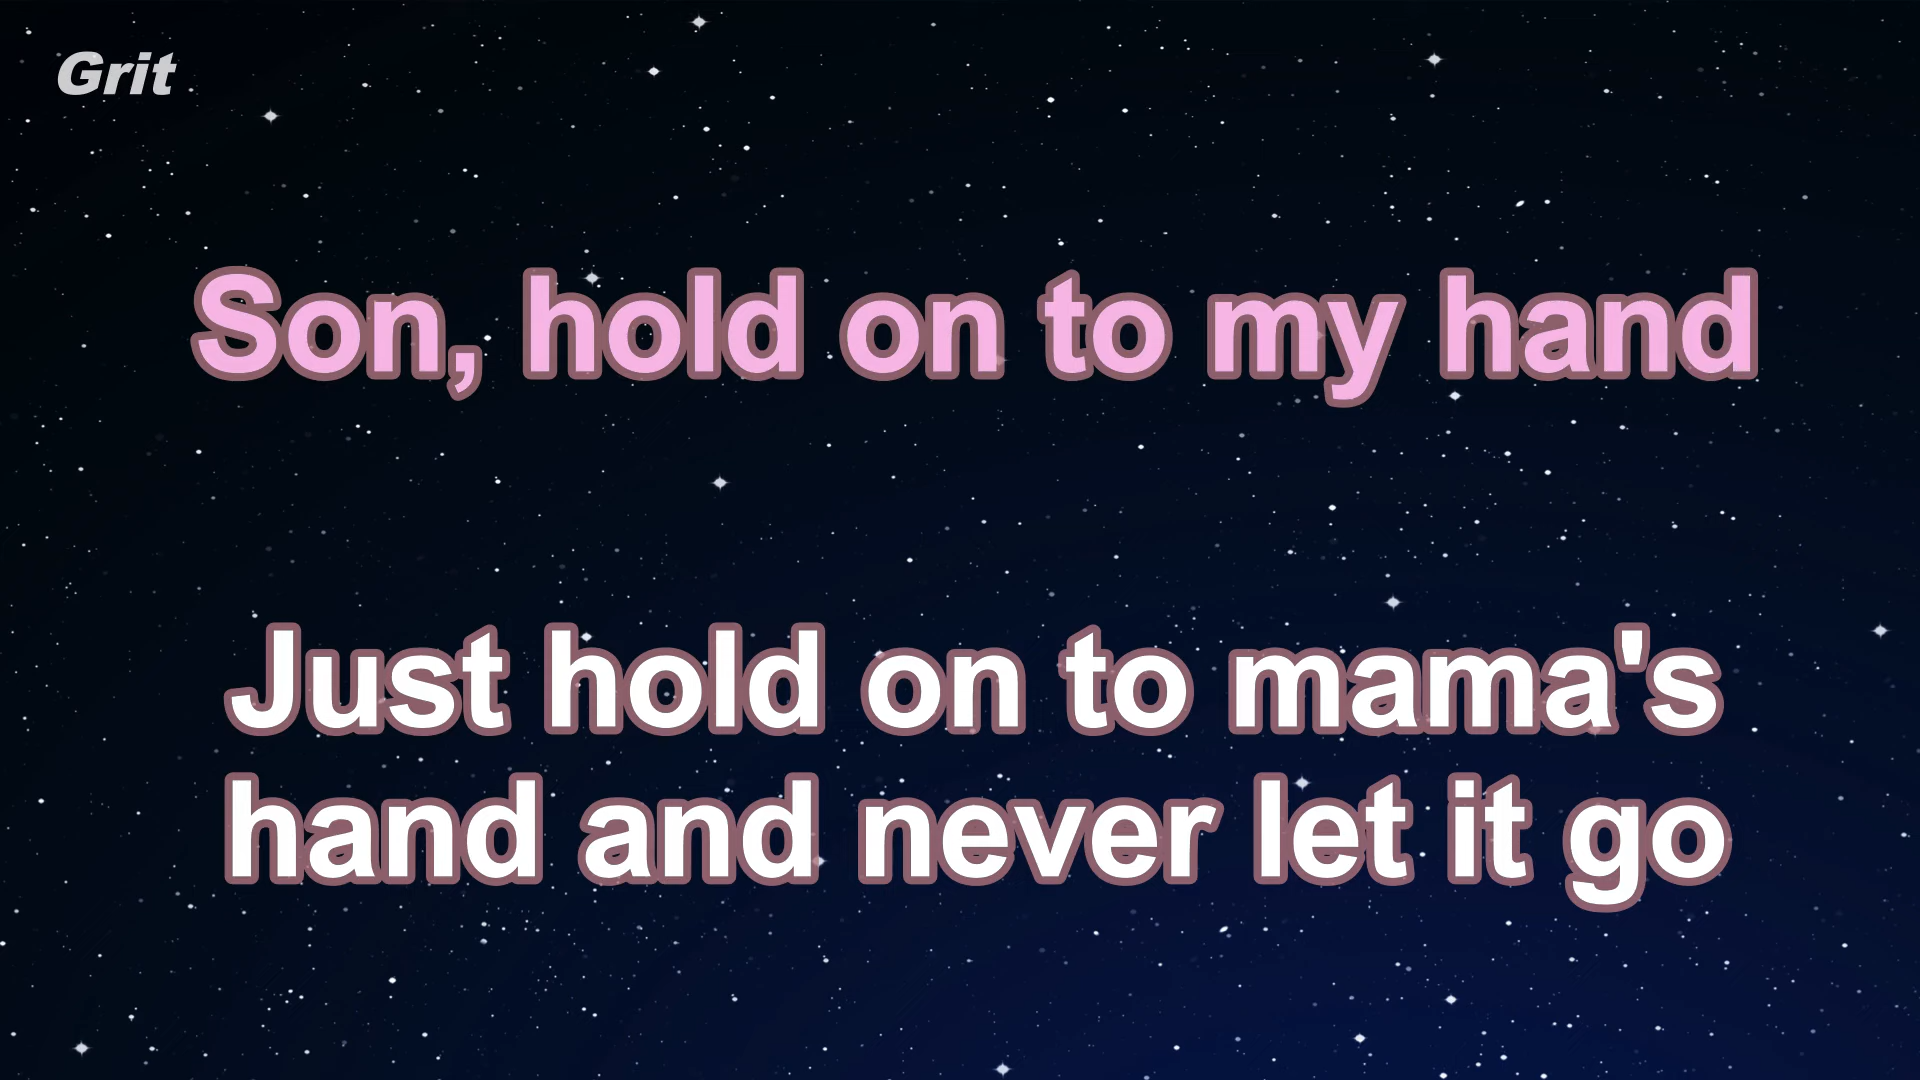 Grit
Son, hold on to my hand
Just hold on to mama's
hand and never let it go